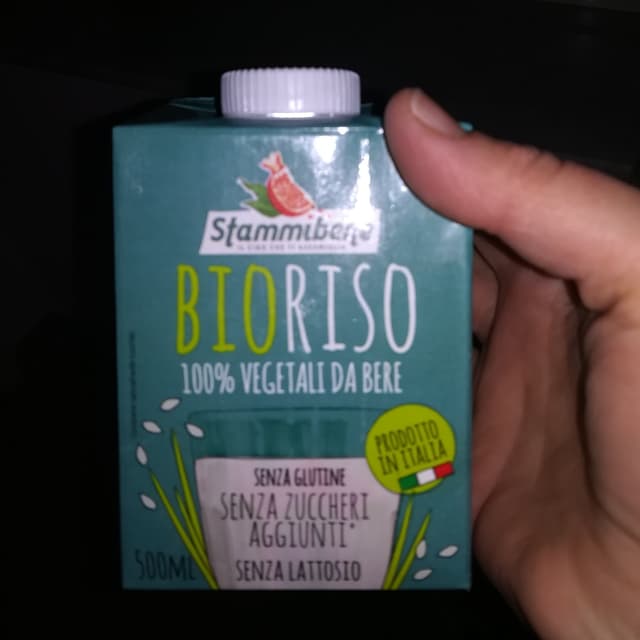 Stammibene
BIORISO
100% VEGETALI DA BERE
PRODOTTO
IN ITALIA
SENZA GLUTINE
SENZA ZUCCHERI
AGGIUNTI*
SENZA LATTOSIO
500ML